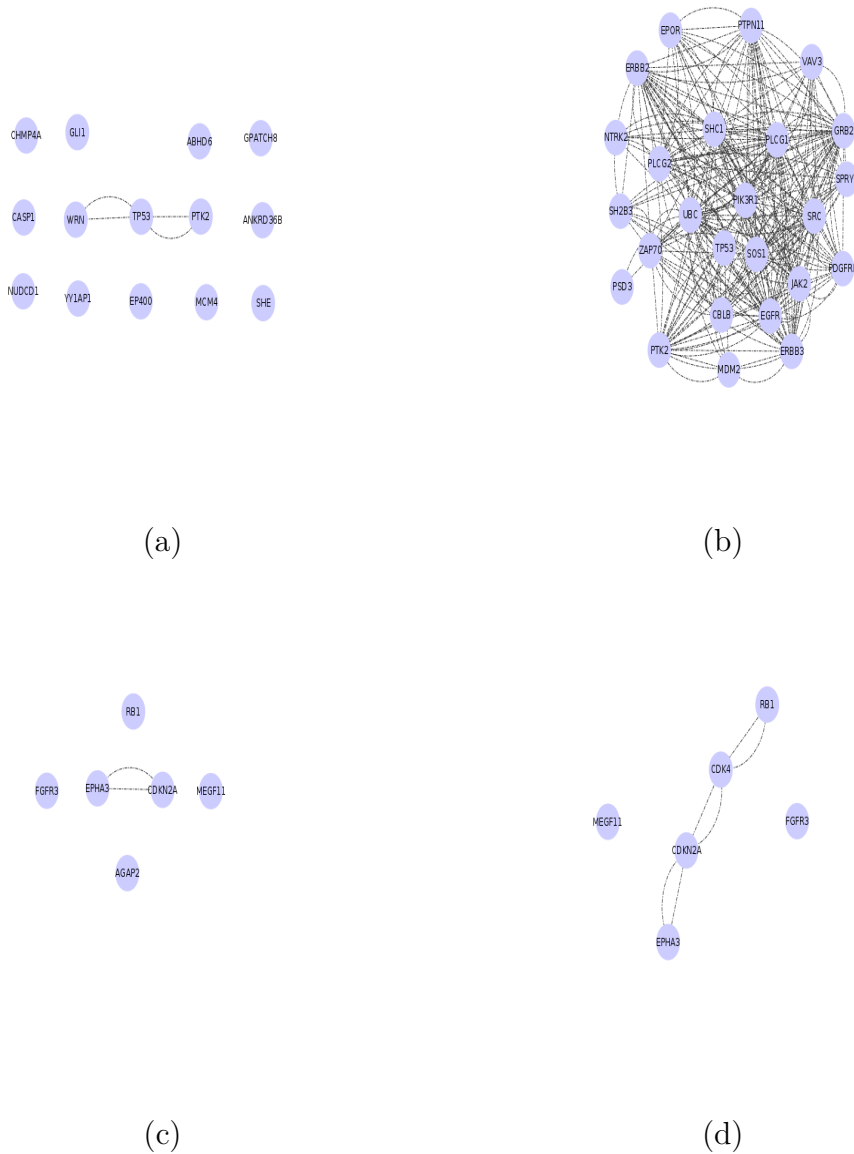 CHMP4A GLI1 ABHD6 GPATCH8
CASP1 WRN TP53 PTK2 ANKRD36B
NUDCD1 YY1AP1 EP400 MCM4 SHE
(a)
EPOR PTPN11
ERBB2 VAV3
NTRK2 SHC1 PLCG1 GRB2
PLCG2 SPRY
SH2B3 UBC PIK3R1 SRC
ZAP70 TP53 SOS1 PDGFR
PSD3 JAK2
CBLB EGFR
PTK2 ERBB3
MDM2
(b)
RB1
FGFR3 EPHA3 CDKN2A MEGF11
AGAP2
(c)
RB1
CDK4
MEGF11 FGFR3
CDKN2A
EPHA3
(d)